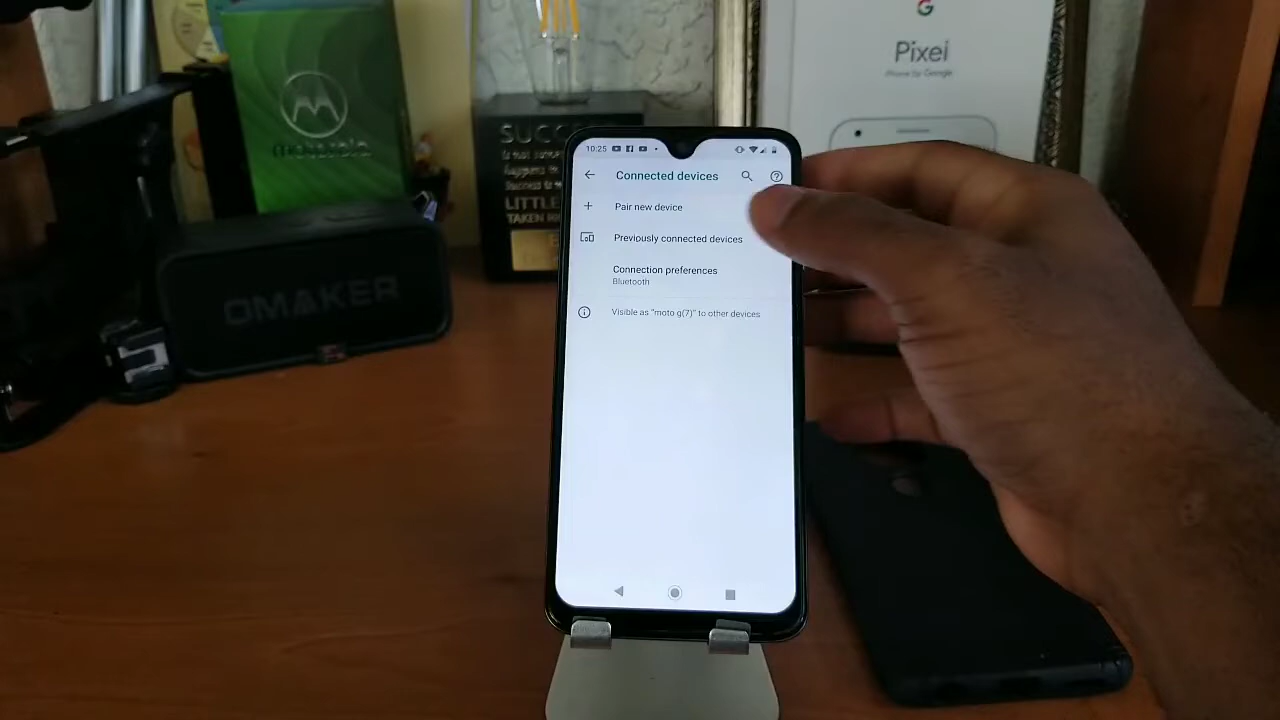 Pixel
Phone by Google
motorola
SUCC
LITTLE
TAKEN
OMAKER
10:25
Connected devices
Pair new device
Previously connected devices
Connection preferences
Bluetooth
Visible as "moto g(7)" to other devices